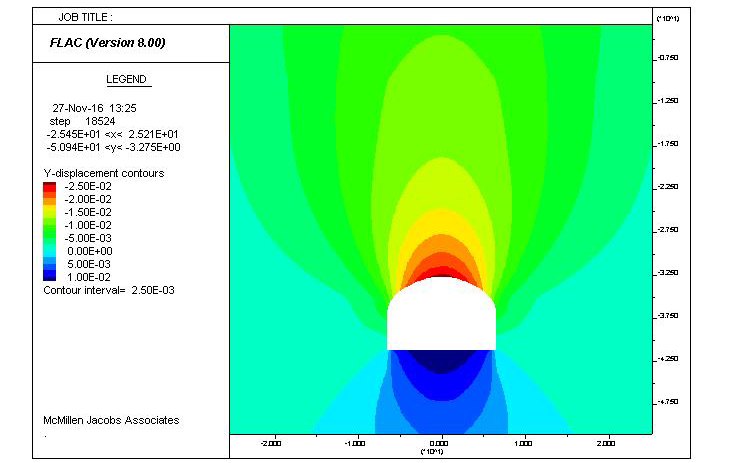 JOB TITLE :
FLAC (Version 8.00)
LEGEND
27-Nov-16 13:25
step 18524
-2.545E+01 <x< 2.521E+01
-5.094E+01 <y< -3.275E+00
Y-displacement contours
-2.50E-02
-2.00E-02
-1.50E-02
-1.00E-02
-5.00E-03
0.00E+00
5.00E-03
1.00E-02
Contour interval= 2.50E-03
McMillen Jacobs Associates
(*10^1)
-0.750
-1.250
-1.750
-2.250
-2.750
-3.250
-3.750
-4.250
-4.750
-2.000 -1.000 0.000 1.000 2.000
(*10^1)